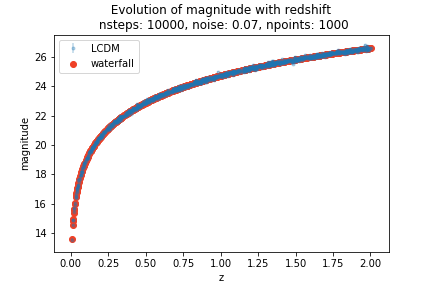 Evolution of magnitude with redshift
nsteps: 10000, noise: 0.07, npoints: 1000
LCDM
waterfall
magnitude
26
24
22
20
18
16
14
0.00 0.25 0.50 0.75 1.00 1.25 1.50 1.75 2.00
z